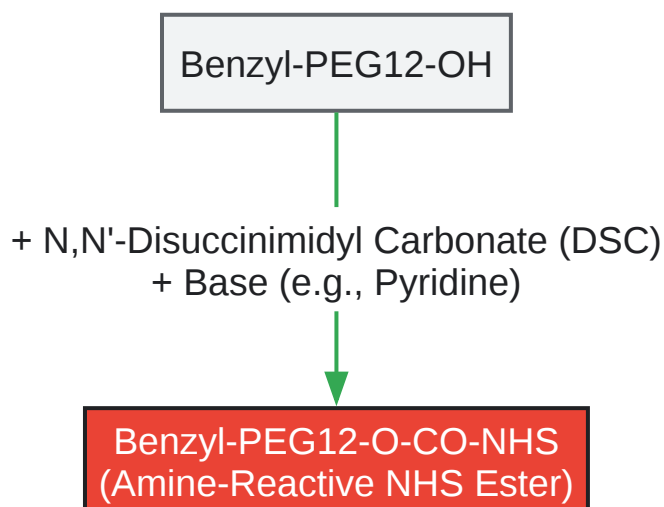 Benzyl-PEG12-OH
+ N,N'-Disuccinimidyl Carbonate (DSC)
+ Base (e.g., Pyridine)
Benzyl-PEG12-O-CO-NHS
(Amine-Reactive NHS Ester)